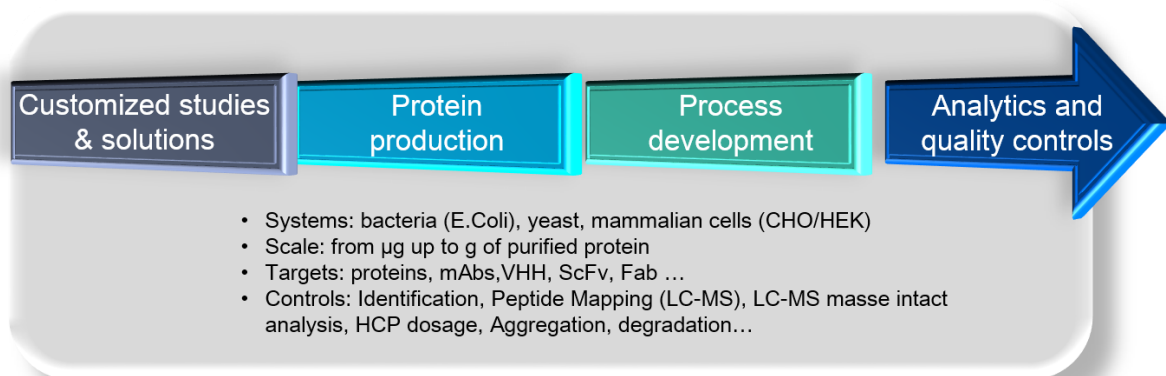 Customized studies
& solutions
Protein
production
Process
development
Analytics and
quality controls
• Systems: bacteria (E.Coli), yeast, mammalian cells (CHO/HEK)
• Scale: from µg up to g of purified protein
• Targets: proteins, mAbs,VHH, ScFv, Fab ...
• Controls: Identification, Peptide Mapping (LC-MS), LC-MS masse intact
analysis, HCP dosage, Aggregation, degradation...